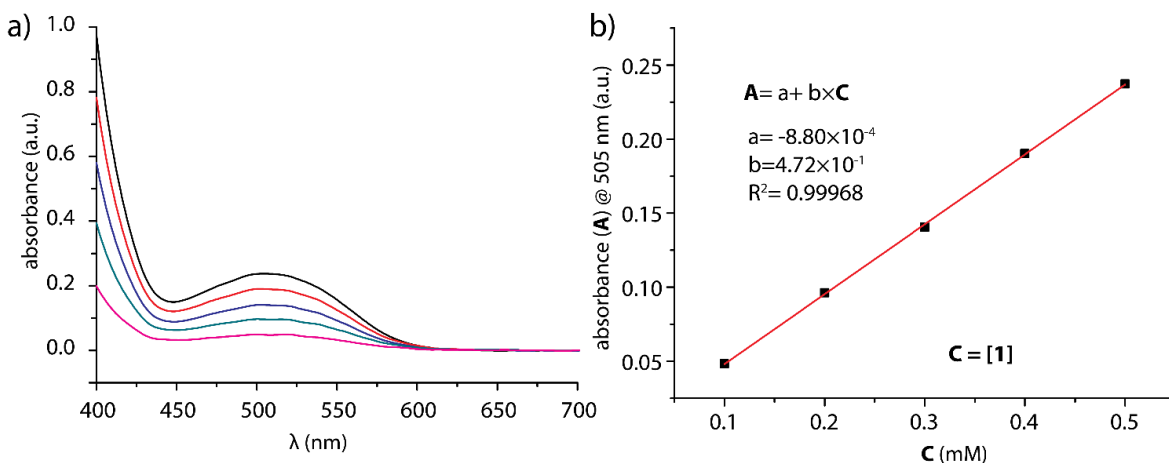 a)
1.0
0.8
0.6
0.4
0.2
0.0
absorbance (a.u.)
400 450 500 550 600 650 700
λ (nm)
b)
0.25
0.20
0.15
0.10
0.05
absorbance (A) @ 505 nm (a.u.)
A= a+ b×C
a= -8.80×10⁻⁴
b=4.72×10⁻¹
R²= 0.99968
C = [1]
0.1 0.2 0.3 0.4 0.5
C (mM)